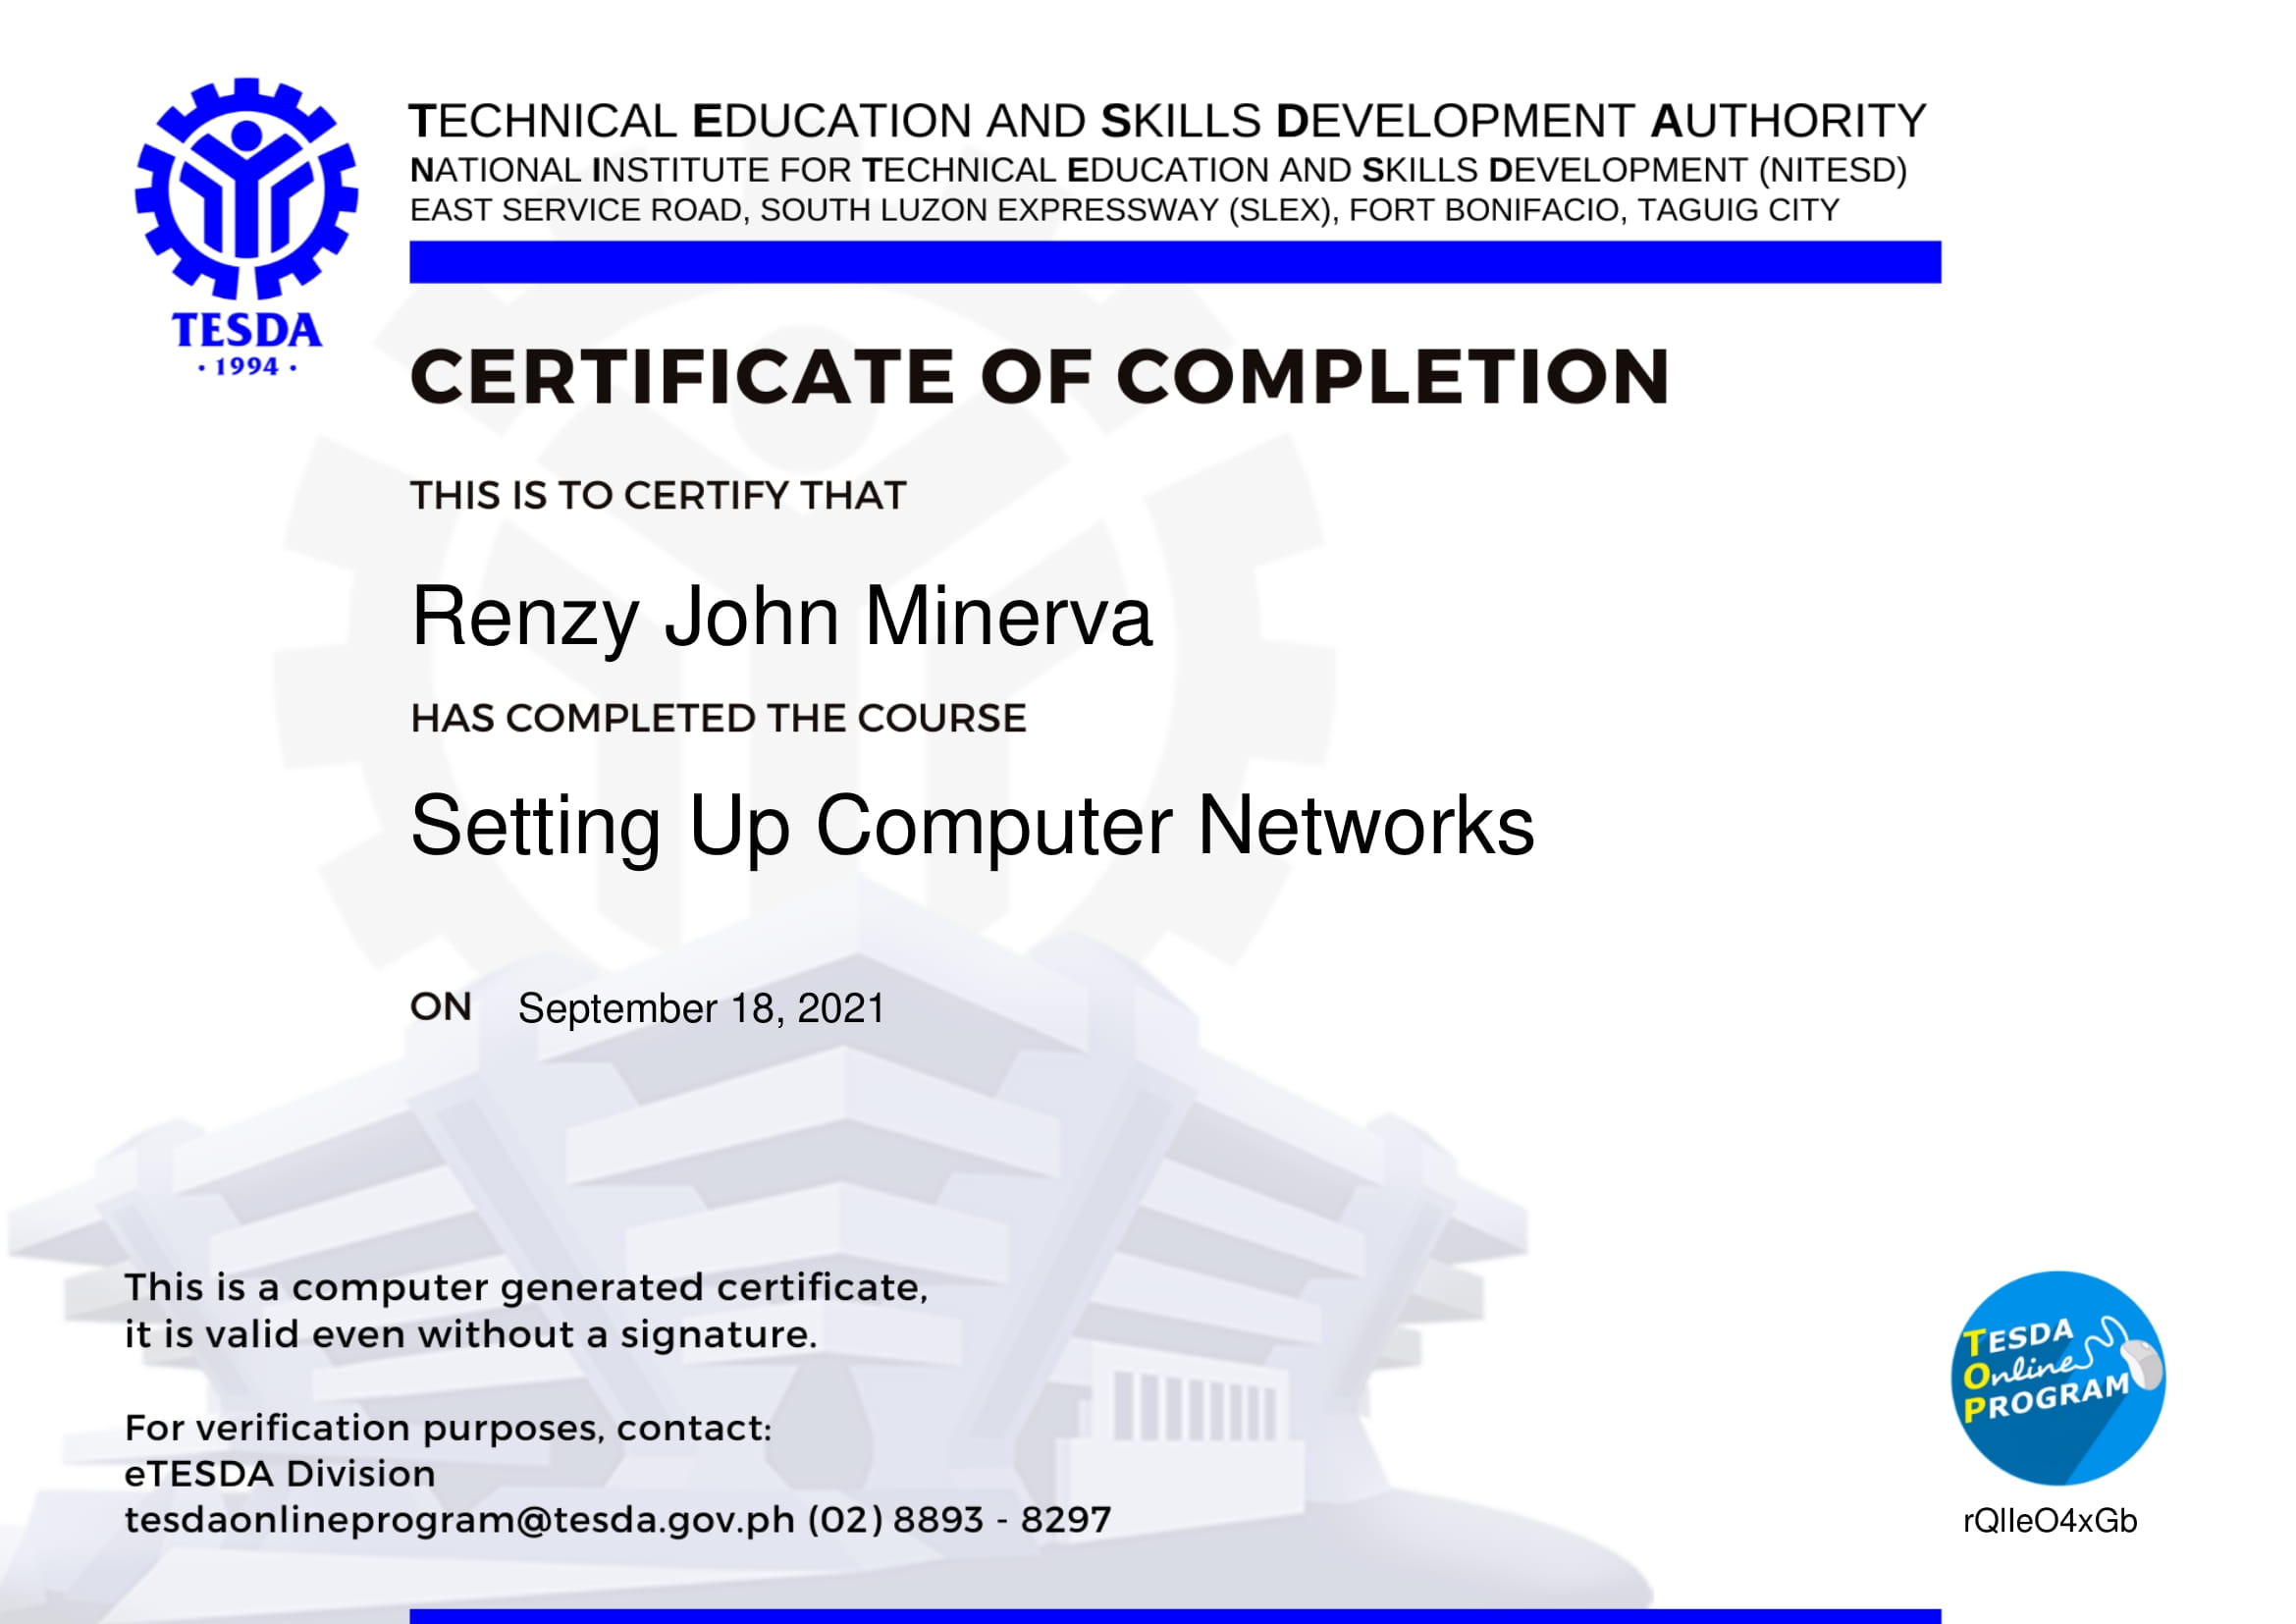 TECHNICAL EDUCATION AND SKILLS DEVELOPMENT AUTHORITY
NATIONAL INSTITUTE FOR TECHNICAL EDUCATION AND SKILLS DEVELOPMENT (NITESD)
EAST SERVICE ROAD, SOUTH LUZON EXPRESSWAY (SLEX), FORT BONIFACIO, TAGUIG CITY
TESDA
· 1994 ·
CERTIFICATE OF COMPLETION
THIS IS TO CERTIFY THAT
Renzy John Minerva
HAS COMPLETED THE COURSE
Setting Up Computer Networks
ON September 18, 2021
This is a computer generated certificate,
it is valid even without a signature.
For verification purposes, contact:
eTESDA Division
tesdaonlineprogram@tesda.gov.ph (02) 8893 - 8297
TESDA
Online
PROGRAM
rQIleO4xGb